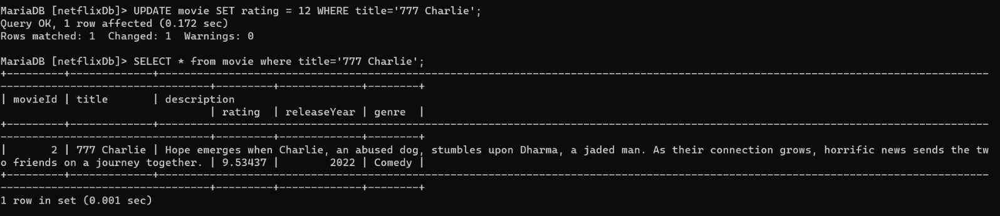 MariaDB [netflixDb]> UPDATE movie SET rating = 12 WHERE title='777 Charlie';
Query OK, 1 row affected (0.172 sec)
Rows matched: 1  Changed: 1  Warnings: 0
MariaDB [netflixDb]> SELECT * from movie where title='777 Charlie';
+---------+-------------+-----------------------------------------------------------------------------------------------------------------------------------
---------------------------------+---------+-------------+--------+
| movieId | title       | description
                                 | rating  | releaseYear | genre  |
+---------+-------------+-----------------------------------------------------------------------------------------------------------------------------------
---------------------------------+---------+-------------+--------+
|       2 | 777 Charlie | Hope emerges when Charlie, an abused dog, stumbles upon Dharma, a jaded man. As their connection grows, horrific news sends the tw
o friends on a journey together. | 9.53437 |        2022 | Comedy |
+---------+-------------+-----------------------------------------------------------------------------------------------------------------------------------
---------------------------------+---------+-------------+--------+
1 row in set (0.001 sec)